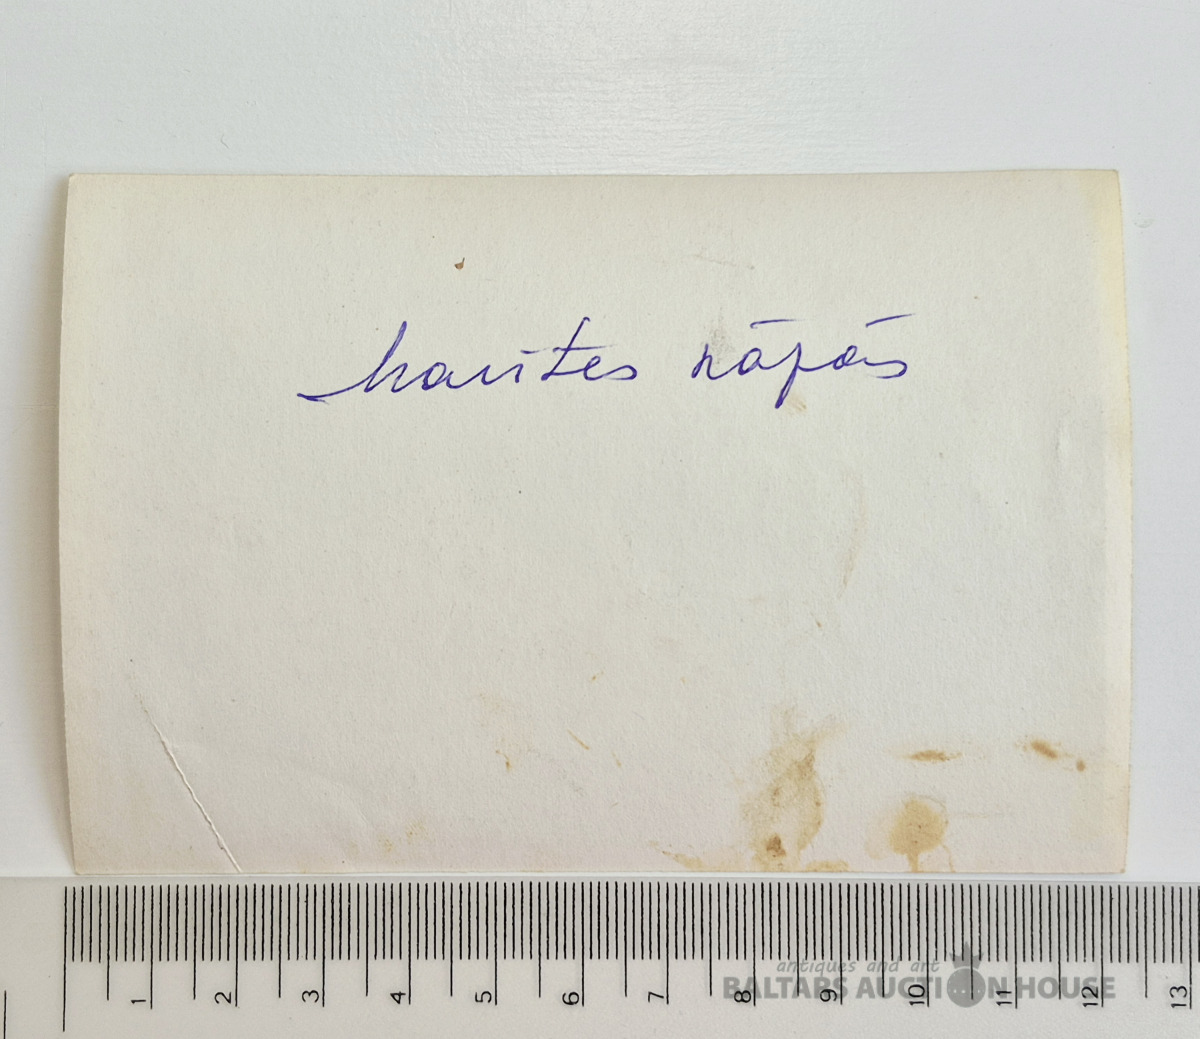 kāpās
1 2 3 4 5 6 7 8 9 10 11 12 13
antiques and art
BALTARS AUCTION HOUSE